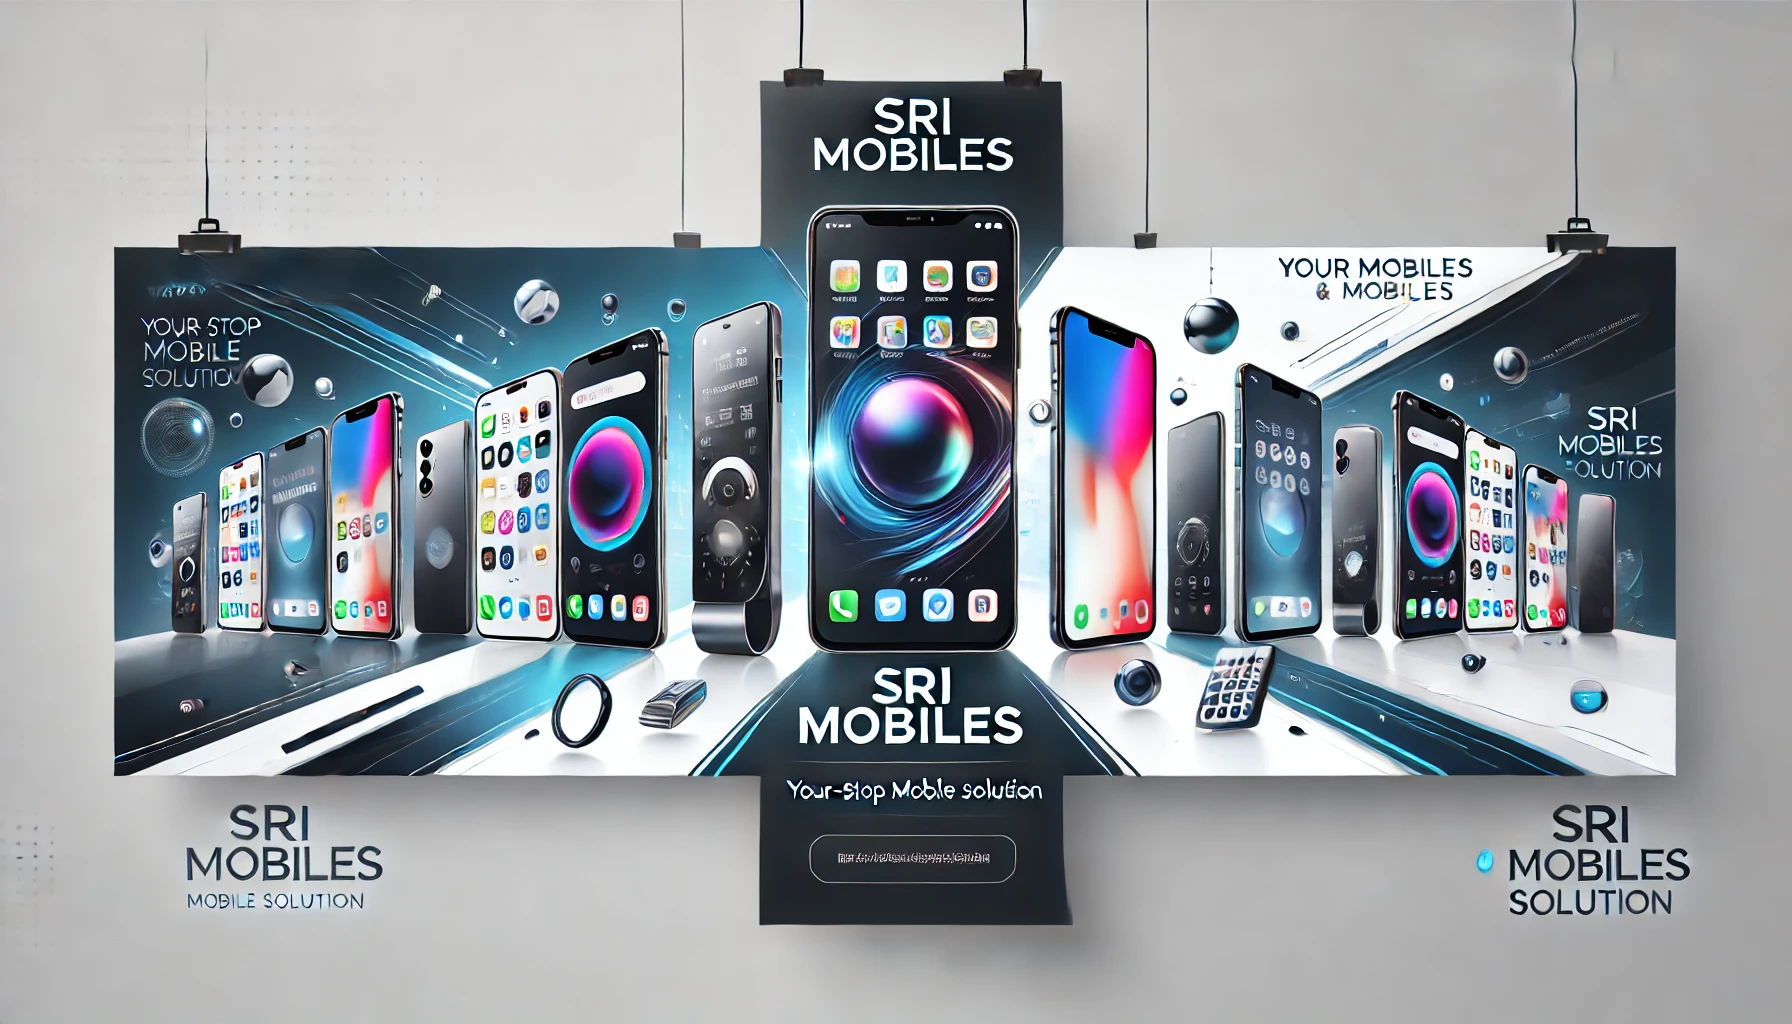 SRI
MOBILES
YOUR STOP
MOBILE
SOLUTIO
YOUR MOBILES
& MOBILES
SRI
MOBILES
OLUTION
SRI
MOBILES
Your-Stop Mobile solution
SRI
MOBILES
MOBILE SOLUTION
SRI
MOBILES
SOLUTION